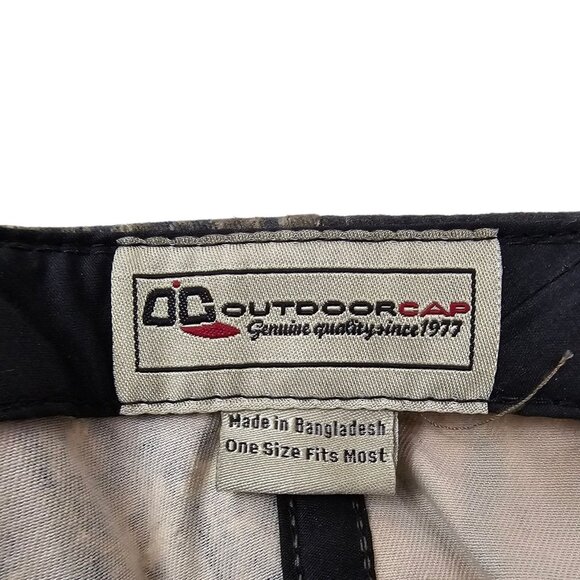 OC OUTDOORCAP
Genuine quality since 1977
Made in Bangladesh
One Size Fits Most